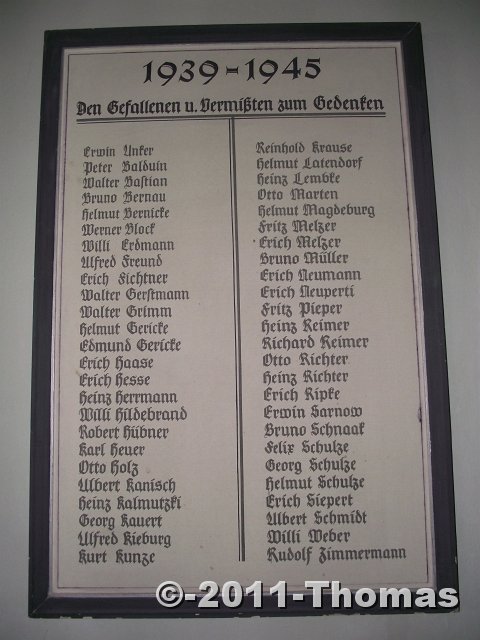 1939-1945
Den Gefallenen u. Vermißten zum Gedenken
Erwin Unker
Peter Balduin
Walter Bastian
Bruno Bernau
Helmut Bernicke
Werner Block
Willi Erdmann
Alfred Freund
Erich Fichtner
Walter Gerstmann
Walter Grimm
Helmut Gericke
Edmund Gericke
Erich Haase
Erich Hesse
Heinz Herrmann
Willi Hildebrand
Robert Hübner
Karl Heuer
Otto Holz
Albert Kanisch
Heinz Kalmutzki
Georg Kauert
Alfred Kieburg
Kurt Kunze
Reinhold Krause
Helmut Latendorf
Heinz Lembke
Otto Marten
Helmut Magdeburg
Fritz Melzer
Erich Melzer
Bruno Müller
Erich Neumann
Erich Neuperti
Fritz Pieper
Heinz Reimer
Richard Reimer
Otto Richter
Heinz Richter
Erich Ripke
Erwin Sarnow
Bruno Schnaak
Felix Schulze
Georg Schulze
Helmut Schulze
Erich Siepert
Albert Schmidt
Willi Weber
Rudolf Zimmermann
©-2011-Thomas